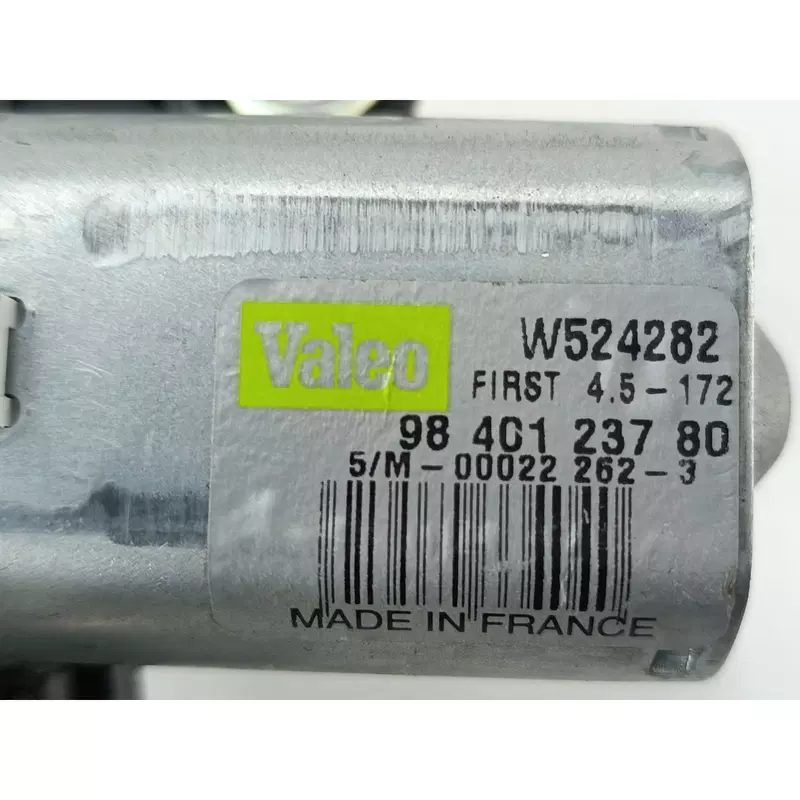 Valeo
W524282
FIRST 4.5-172
98 401 237 80
5/M-00022 262-3
MADE IN FRANCE